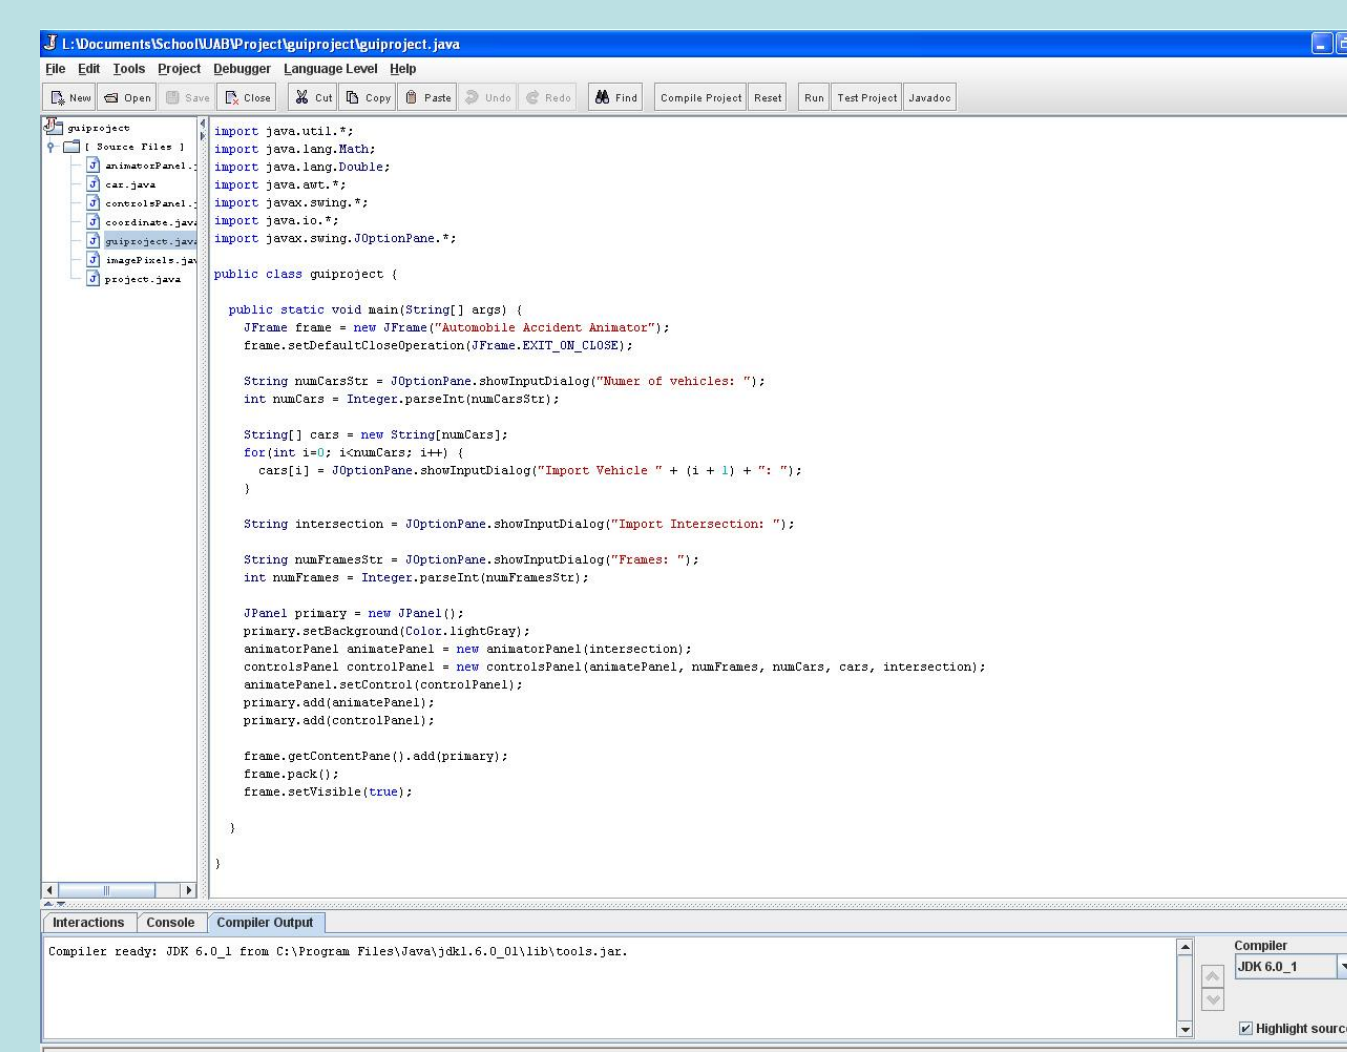 L:\Documents\School\UAB\Project\guiproject\guiproject.java
File Edit Tools Project Debugger Language Level Help
New Open Save Close Cut Copy Paste Undo Redo Find Compile Project Reset Run Test Project Javadoc
guiproject
[ Source Files ]
animatorPanel.j
car.java
controlsPanel.j
coordinate.java
guiproject.java
imagePixels.jav
project.java
import java.util.*;
import java.lang.Math;
import java.lang.Double;
import java.awt.*;
import javax.swing.*;
import java.io.*;
import javax.swing.JOptionPane.*;
public class guiproject {
public static void main(String[] args) {
JFrame frame = new JFrame("Automobile Accident Animator");
frame.setDefaultCloseOperation(JFrame.EXIT_ON_CLOSE);
String numCarsStr = JOptionPane.showInputDialog("Numer of vehicles: ");
int numCars = Integer.parseInt(numCarsStr);
String[] cars = new String[numCars];
for(int i=0; i<numCars; i++) {
cars[i] = JOptionPane.showInputDialog("Import Vehicle " + (i + 1) + ": ");
}
String intersection = JOptionPane.showInputDialog("Import Intersection: ");
String numFramesStr = JOptionPane.showInputDialog("Frames: ");
int numFrames = Integer.parseInt(numFramesStr);
JPanel primary = new JPanel();
primary.setBackground(Color.lightGray);
animatorPanel animatePanel = new animatorPanel(intersection);
controlsPanel controlPanel = new controlsPanel(animatePanel, numFrames, numCars, cars, intersection);
animatePanel.setControl(controlPanel);
primary.add(animatePanel);
primary.add(controlPanel);
frame.getContentPane().add(primary);
frame.pack();
frame.setVisible(true);
}
}
Interactions Console Compiler Output
Compiler ready: JDK 6.0_1 from C:\Program Files\Java\jdk1.6.0_01\lib\tools.jar.
Compiler
JDK 6.0_1
Highlight source